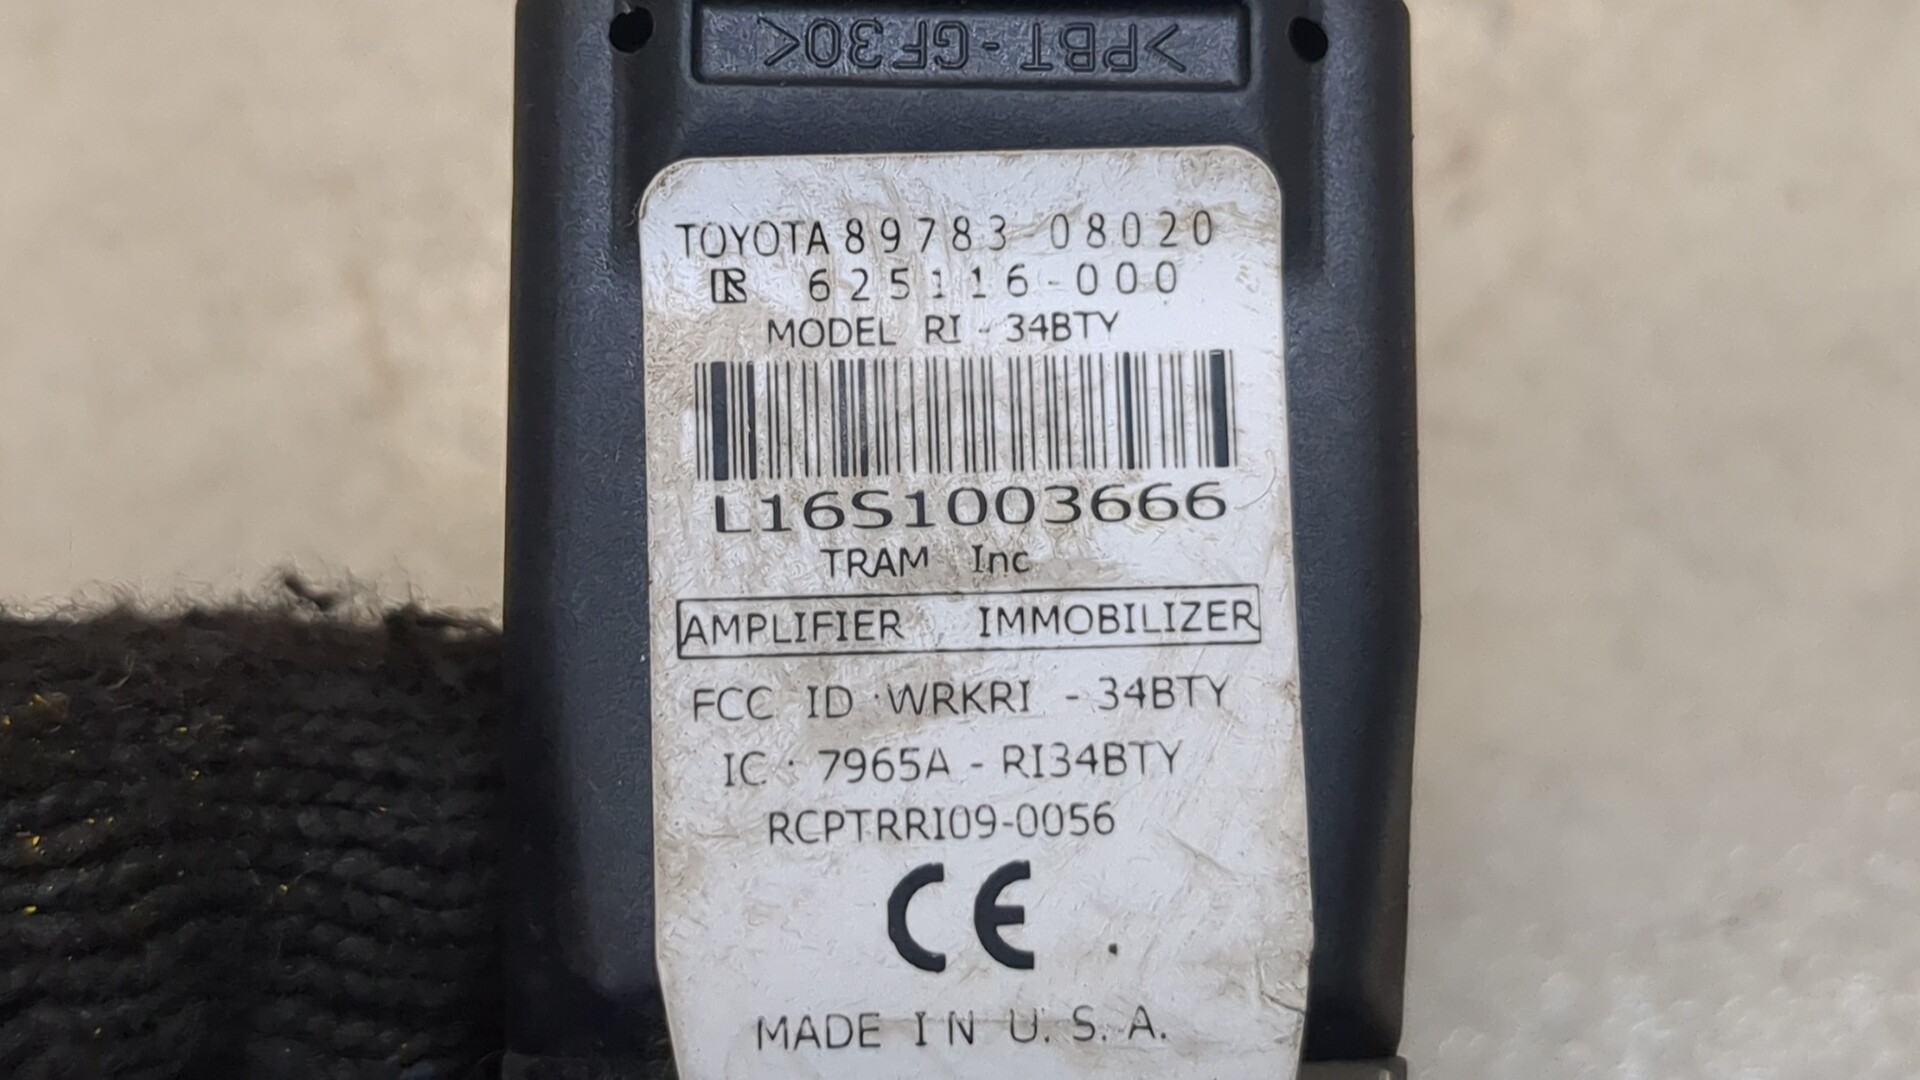 >PBT-GF30<
TOYOTA 89783-08020
R 625116-000
MODEL RI-34BTY
L16S1003666
TRAM Inc
AMPLIFIER IMMOBILIZER
FCC ID WRKRI-34BTY
IC: 7965A-RI34BTY
RCPTRRI09-0056
CE
MADE IN U.S.A.